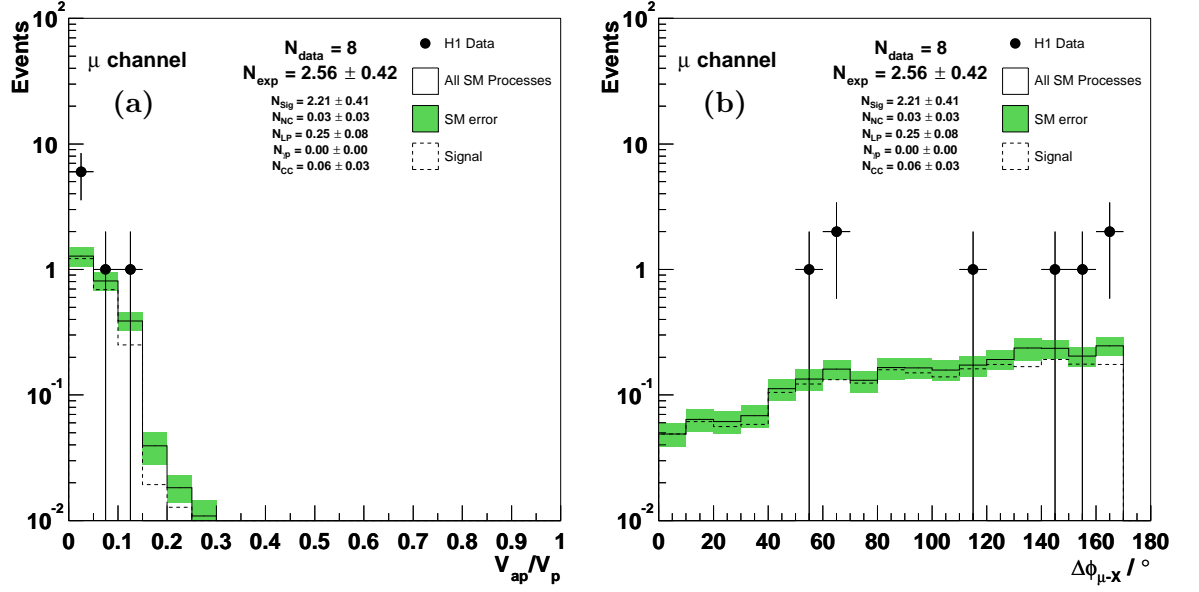 Events
10²
10
1
10⁻¹
10⁻²
μ channel
(a)
N_data = 8
N_exp = 2.56 ± 0.42
N_Sig = 2.21 ± 0.41
N_NC = 0.03 ± 0.03
N_LP = 0.25 ± 0.08
N_γp = 0.00 ± 0.00
N_CC = 0.06 ± 0.03
H1 Data
All SM Processes
SM error
Signal
0 0.1 0.2 0.3 0.4 0.5 0.6 0.7 0.8 0.9 1
V_ap/V_p
Events
10²
10
1
10⁻¹
10⁻²
μ channel
(b)
N_data = 8
N_exp = 2.56 ± 0.42
N_Sig = 2.21 ± 0.41
N_NC = 0.03 ± 0.03
N_LP = 0.25 ± 0.08
N_γp = 0.00 ± 0.00
N_CC = 0.06 ± 0.03
H1 Data
All SM Processes
SM error
Signal
0 20 40 60 80 100 120 140 160 180
Δϕ_μ-X / °